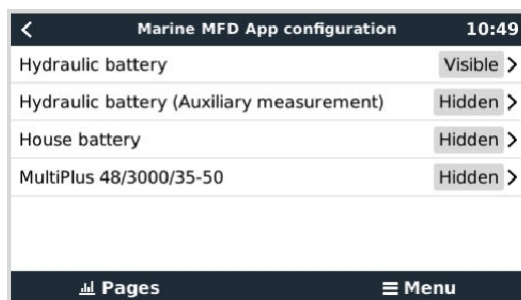 Marine MFD App configuration 10:49
Hydraulic battery Visible
Hydraulic battery (Auxiliary measurement) Hidden
House battery Hidden
MultiPlus 48/3000/35-50 Hidden
Pages Menu